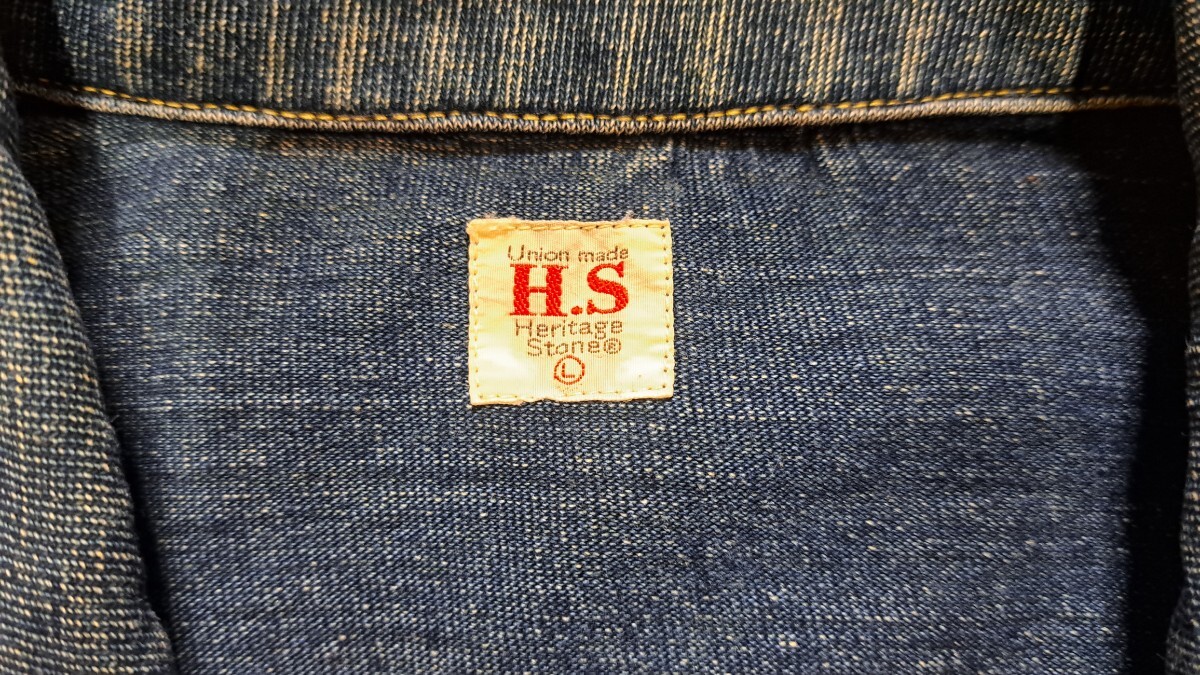 Union made
H.S
Heritage
Stone®
L